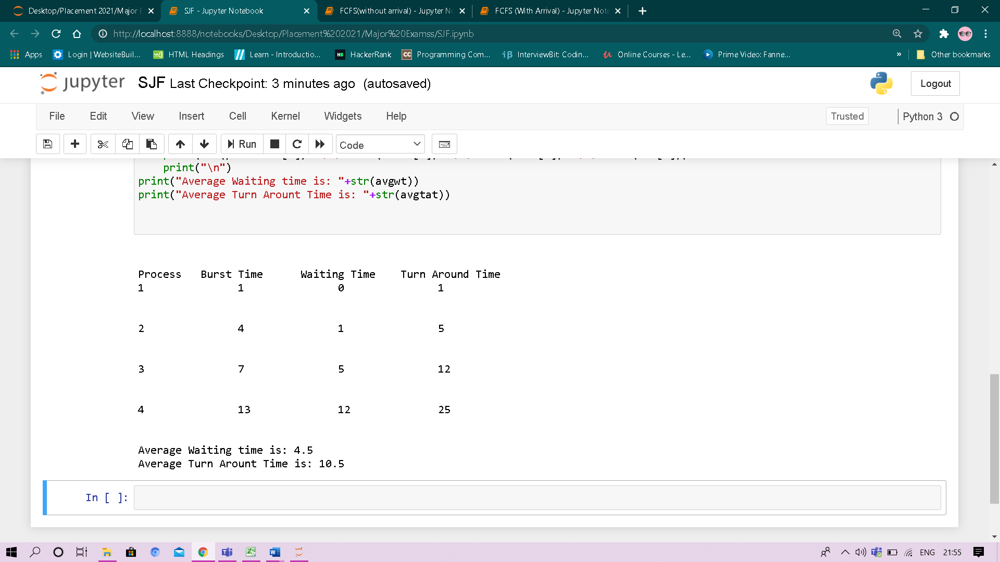 Desktop/Placement 2021/Major E
SJF - Jupyter Notebook
FCFS(without arrival) - Jupyter No
FCFS (With Arrival) - Jupyter Note
http://localhost:8888/notebooks/Desktop/Placement%202021/Major%20Examss/SJF.ipynb
Apps
Login | WebsiteBuil...
HTML Headings
Learn - Introductio...
HackerRank
Programming Com...
InterviewBit: Codin...
Online Courses - Le...
Prime Video: Fanne...
»
Other bookmarks
jupyter SJF Last Checkpoint: 3 minutes ago (autosaved)
Logout
File Edit View Insert Cell Kernel Widgets Help
Trusted
Python 3
Run
Code
print("\n")
print("Average Waiting time is: "+str(avgwt))
print("Average Turn Arount Time is: "+str(avgtat))
Process Burst Time Waiting Time Turn Around Time
1 1 0 1
2 4 1 5
3 7 5 12
4 13 12 25
Average Waiting time is: 4.5
Average Turn Arount Time is: 10.5
In [ ]:
ENG 21:55